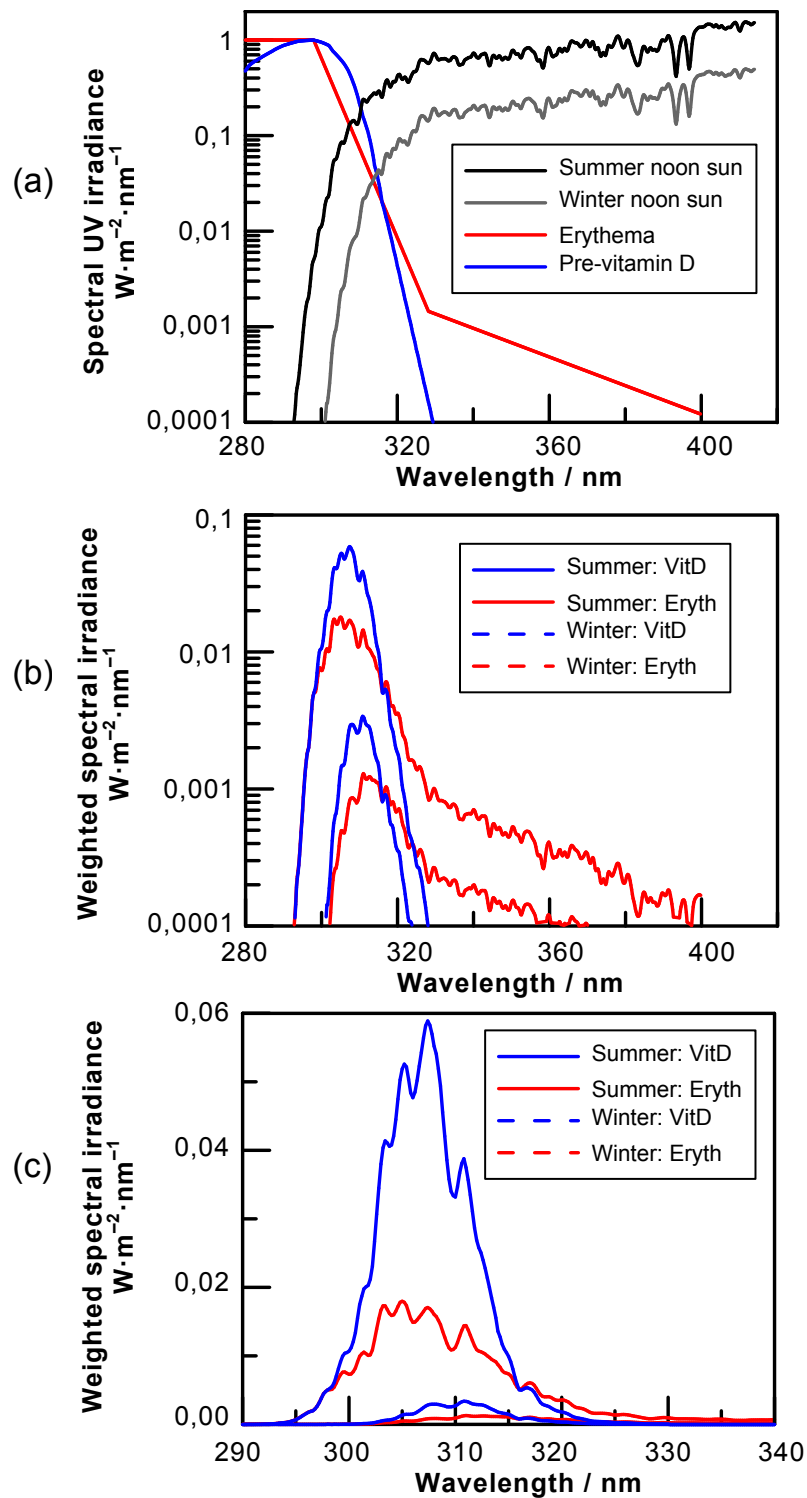 (a)
Spectral UV irradiance
W·m⁻²·nm⁻¹
1
0,1
0,01
0,001
0,0001
Summer noon sun
Winter noon sun
Erythema
Pre-vitamin D
280
320
360
400
Wavelength / nm
(b)
Weighted spectral irradiance
W·m⁻²·nm⁻¹
0,1
0,01
0,001
0,0001
Summer: VitD
Summer: Eryth
Winter: VitD
Winter: Eryth
280
320
360
400
Wavelength / nm
(c)
Weighted spectral irradiance
W·m⁻²·nm⁻¹
0,06
0,04
0,02
0,00
Summer: VitD
Summer: Eryth
Winter: VitD
Winter: Eryth
290
300
310
320
330
340
Wavelength / nm